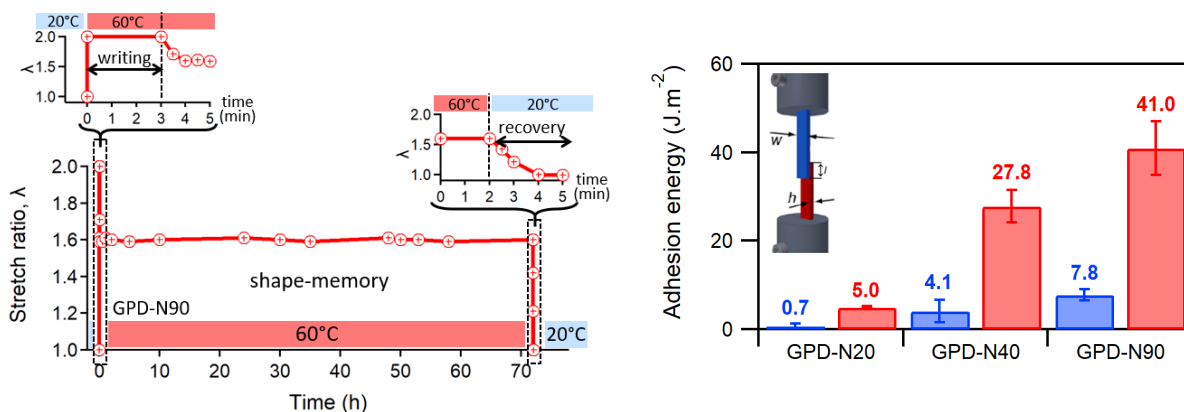 20°C 60°C
2.0
1.5
1.0
λ
writing
0 1 2 3 4 5
time
(min)
60°C 20°C
2.0
1.5
1.0
λ
recovery
0 1 2 3 4 5
time
(min)
Stretch ratio, λ
2.0
1.8
1.6
1.4
1.2
1.0
shape-memory
GPD-N90
60°C
20°C
0 10 20 30 40 50 60 70
Time (h)
Adhesion energy (J.m⁻²)
60
40
20
0
w
l
h
0.7
5.0
4.1
27.8
7.8
41.0
GPD-N20 GPD-N40 GPD-N90